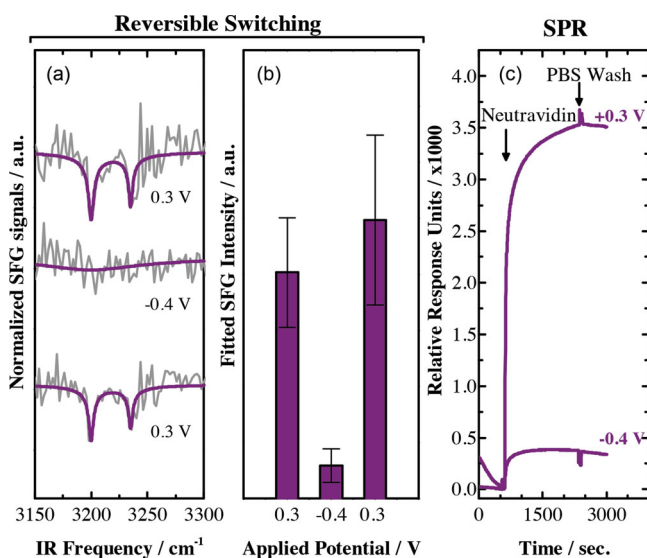 Reversible Switching
SPR
(a)
Normalized SFG signals / a.u.
0.3 V
-0.4 V
0.3 V
3150 3200 3250 3300
IR Frequency / cm⁻¹
(b)
Fitted SFG Intensity / a.u.
0.3 -0.4 0.3
Applied Potential / V
(c)
PBS Wash
Neutravidin
+0.3 V
-0.4 V
Relative Response Units / x1000
4.0
3.5
3.0
2.5
2.0
1.5
1.0
0.5
0.0
0 1500 3000
Time / sec.